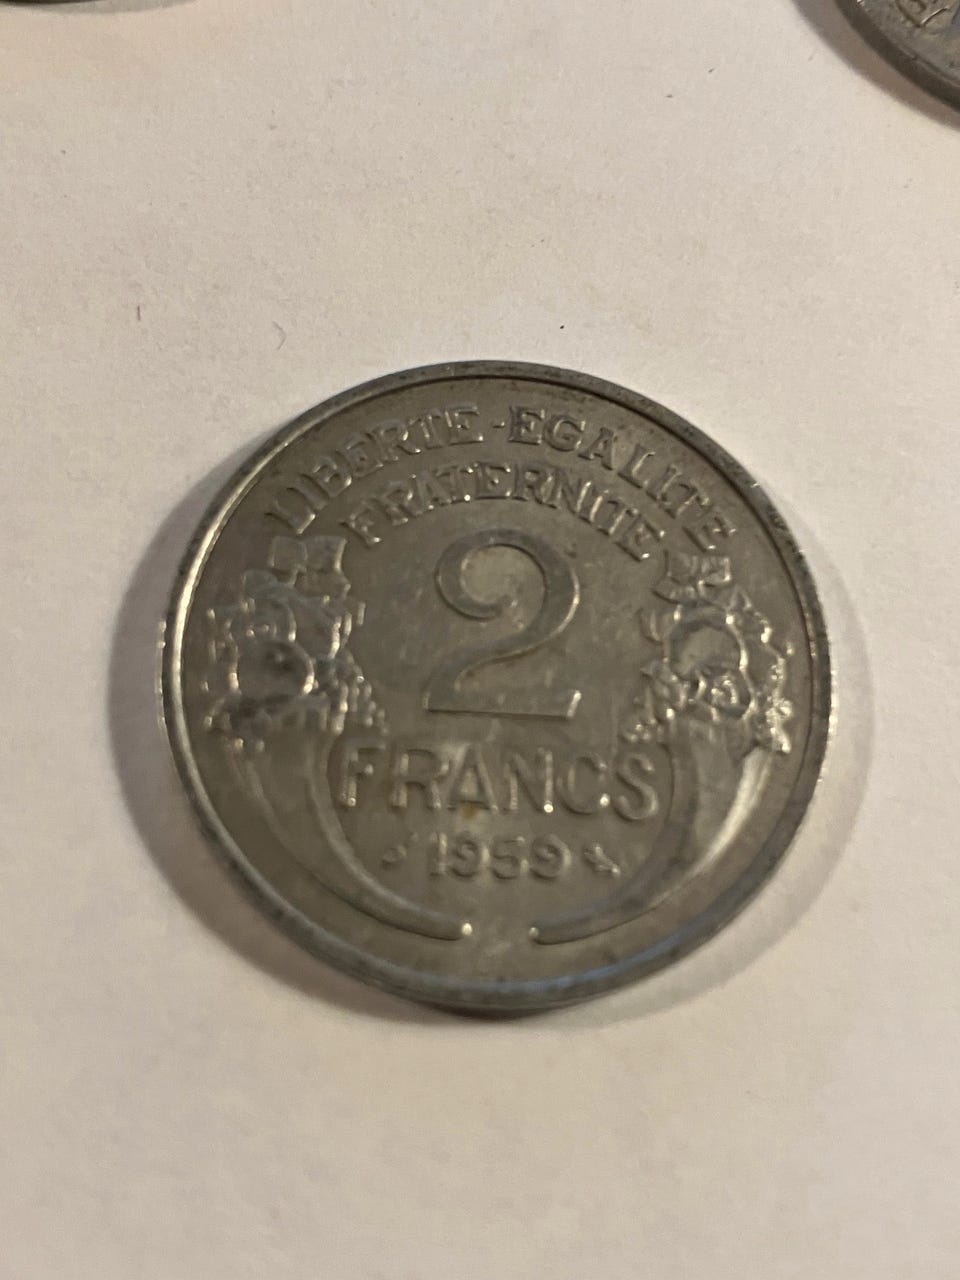 LIBERTE-EGALITE
FRATERNITE
2
FRANCS
1959